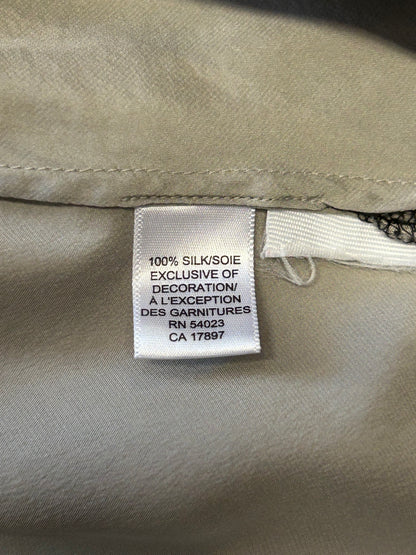 100% SILK/SOIE
EXCLUSIVE OF
DECORATION/
À L'EXCEPTION
DES GARNITURES
RN 54023
CA 17897